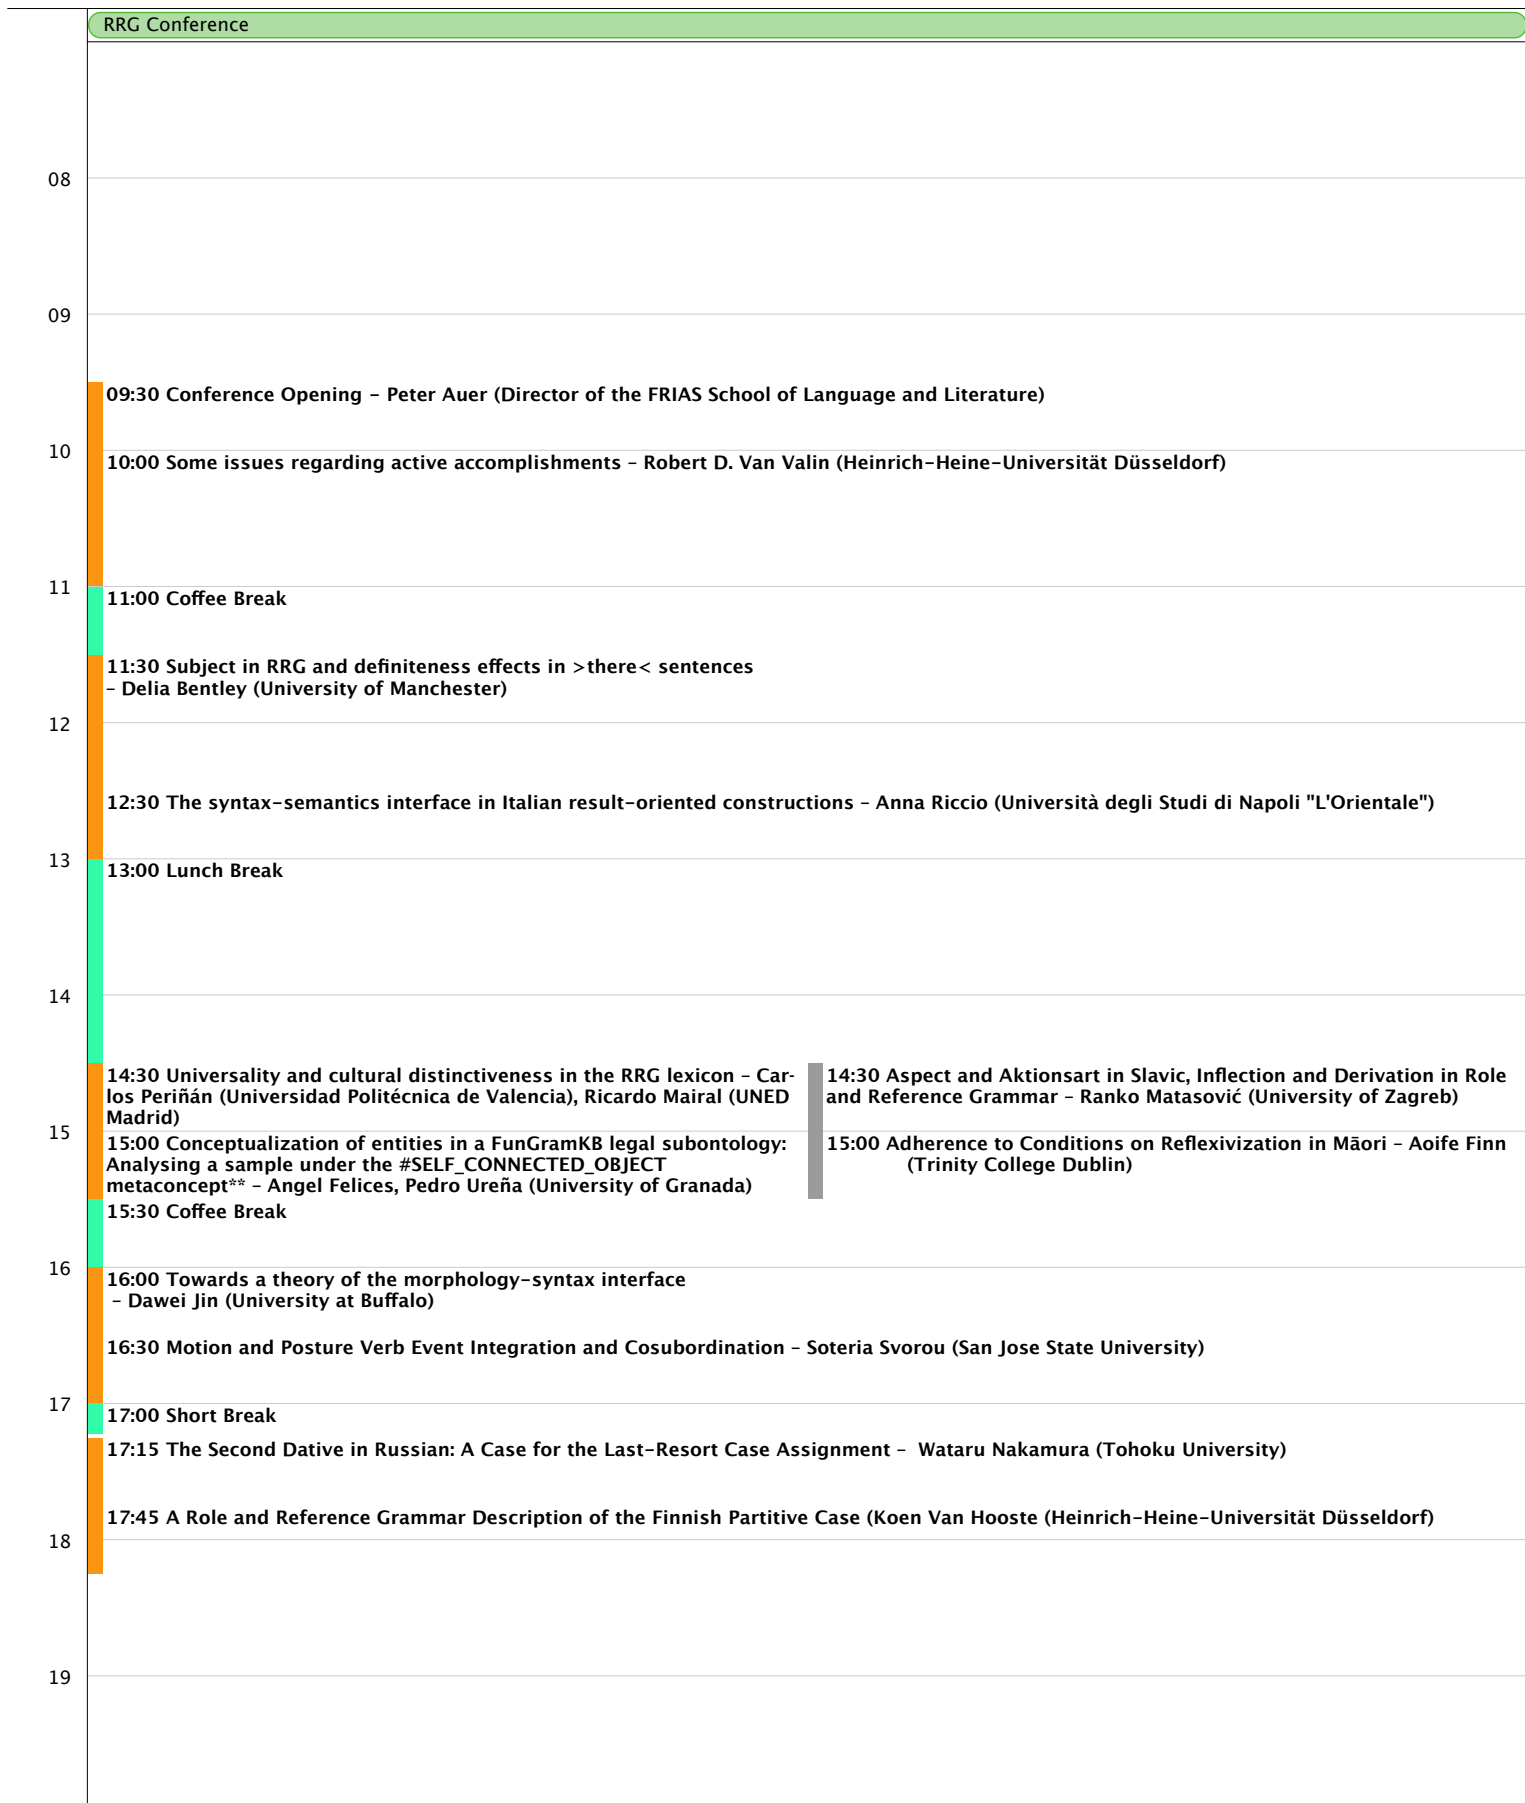 RRG Conference
08
09
09:30 Conference Opening – Peter Auer (Director of the FRIAS School of Language and Literature)
10
10:00 Some issues regarding active accomplishments – Robert D. Van Valin (Heinrich-Heine-Universität Düsseldorf)
11
11:00 Coffee Break
11:30 Subject in RRG and definiteness effects in >there< sentences
– Delia Bentley (University of Manchester)
12
12:30 The syntax-semantics interface in Italian result-oriented constructions – Anna Riccio (Università degli Studi di Napoli "L'Orientale")
13
13:00 Lunch Break
14
14:30 Universality and cultural distinctiveness in the RRG lexicon – Car-
los Periñán (Universidad Politécnica de Valencia), Ricardo Mairal (UNED
Madrid)
14:30 Aspect and Aktionsart in Slavic, Inflection and Derivation in Role
and Reference Grammar – Ranko Matasović (University of Zagreb)
15
15:00 Conceptualization of entities in a FunGramKB legal subontology:
Analysing a sample under the #SELF_CONNECTED_OBJECT
metaconcept** – Angel Felices, Pedro Ureña (University of Granada)
15:00 Adherence to Conditions on Reflexivization in Māori – Aoife Finn
(Trinity College Dublin)
15:30 Coffee Break
16
16:00 Towards a theory of the morphology-syntax interface
– Dawei Jin (University at Buffalo)
16:30 Motion and Posture Verb Event Integration and Cosubordination – Soteria Svorou (San Jose State University)
17
17:00 Short Break
17:15 The Second Dative in Russian: A Case for the Last-Resort Case Assignment – Wataru Nakamura (Tohoku University)
17:45 A Role and Reference Grammar Description of the Finnish Partitive Case (Koen Van Hooste (Heinrich-Heine-Universität Düsseldorf)
18
19